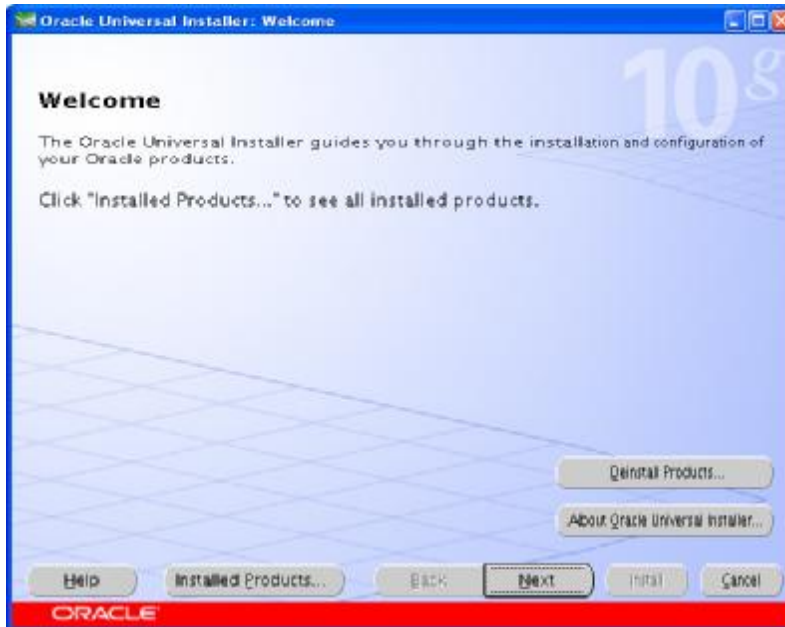 Oracle Universal Installer: Welcome
10g
Welcome
The Oracle Universal Installer guides you through the installation and configuration of
your Oracle products.
Click "Installed Products..." to see all installed products.
Deinstall Products...
About Oracle Universal Installer...
Help
Installed Products...
Back
Next
Install
Cancel
ORACLE